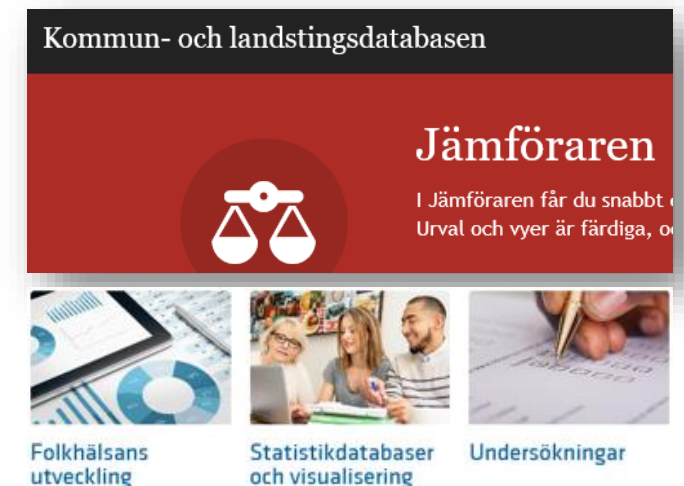 Kommun- och landstingsdatabasen
Jämföraren
I Jämföraren får du snabbt
Urval och vyer är färdiga,
Folkhälsans
utveckling
Statistikdatabaser
och visualisering
Undersökningar